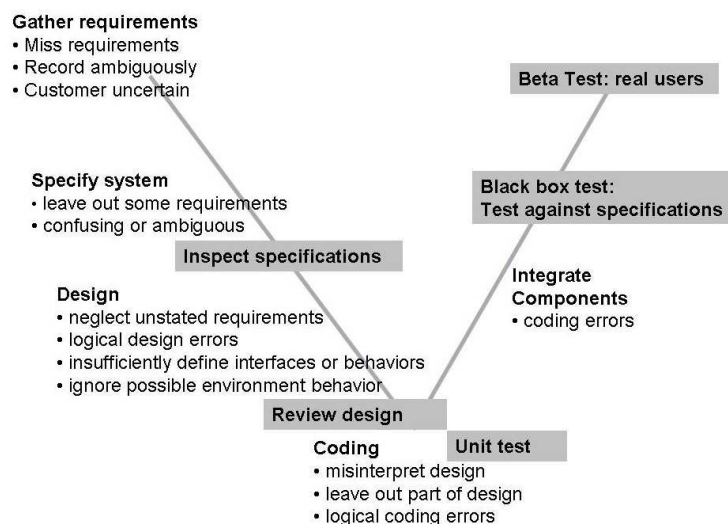 Gather requirements
• Miss requirements
• Record ambiguously
• Customer uncertain
Beta Test: real users
Specify system
• leave out some requirements
• confusing or ambiguous
Black box test:
Test against specifications
Inspect specifications
Integrate
Components
• coding errors
Design
• neglect unstated requirements
• logical design errors
• insufficiently define interfaces or behaviors
• ignore possible environment behavior
Review design
Unit test
Coding
• misinterpret design
• leave out part of design
• logical coding errors